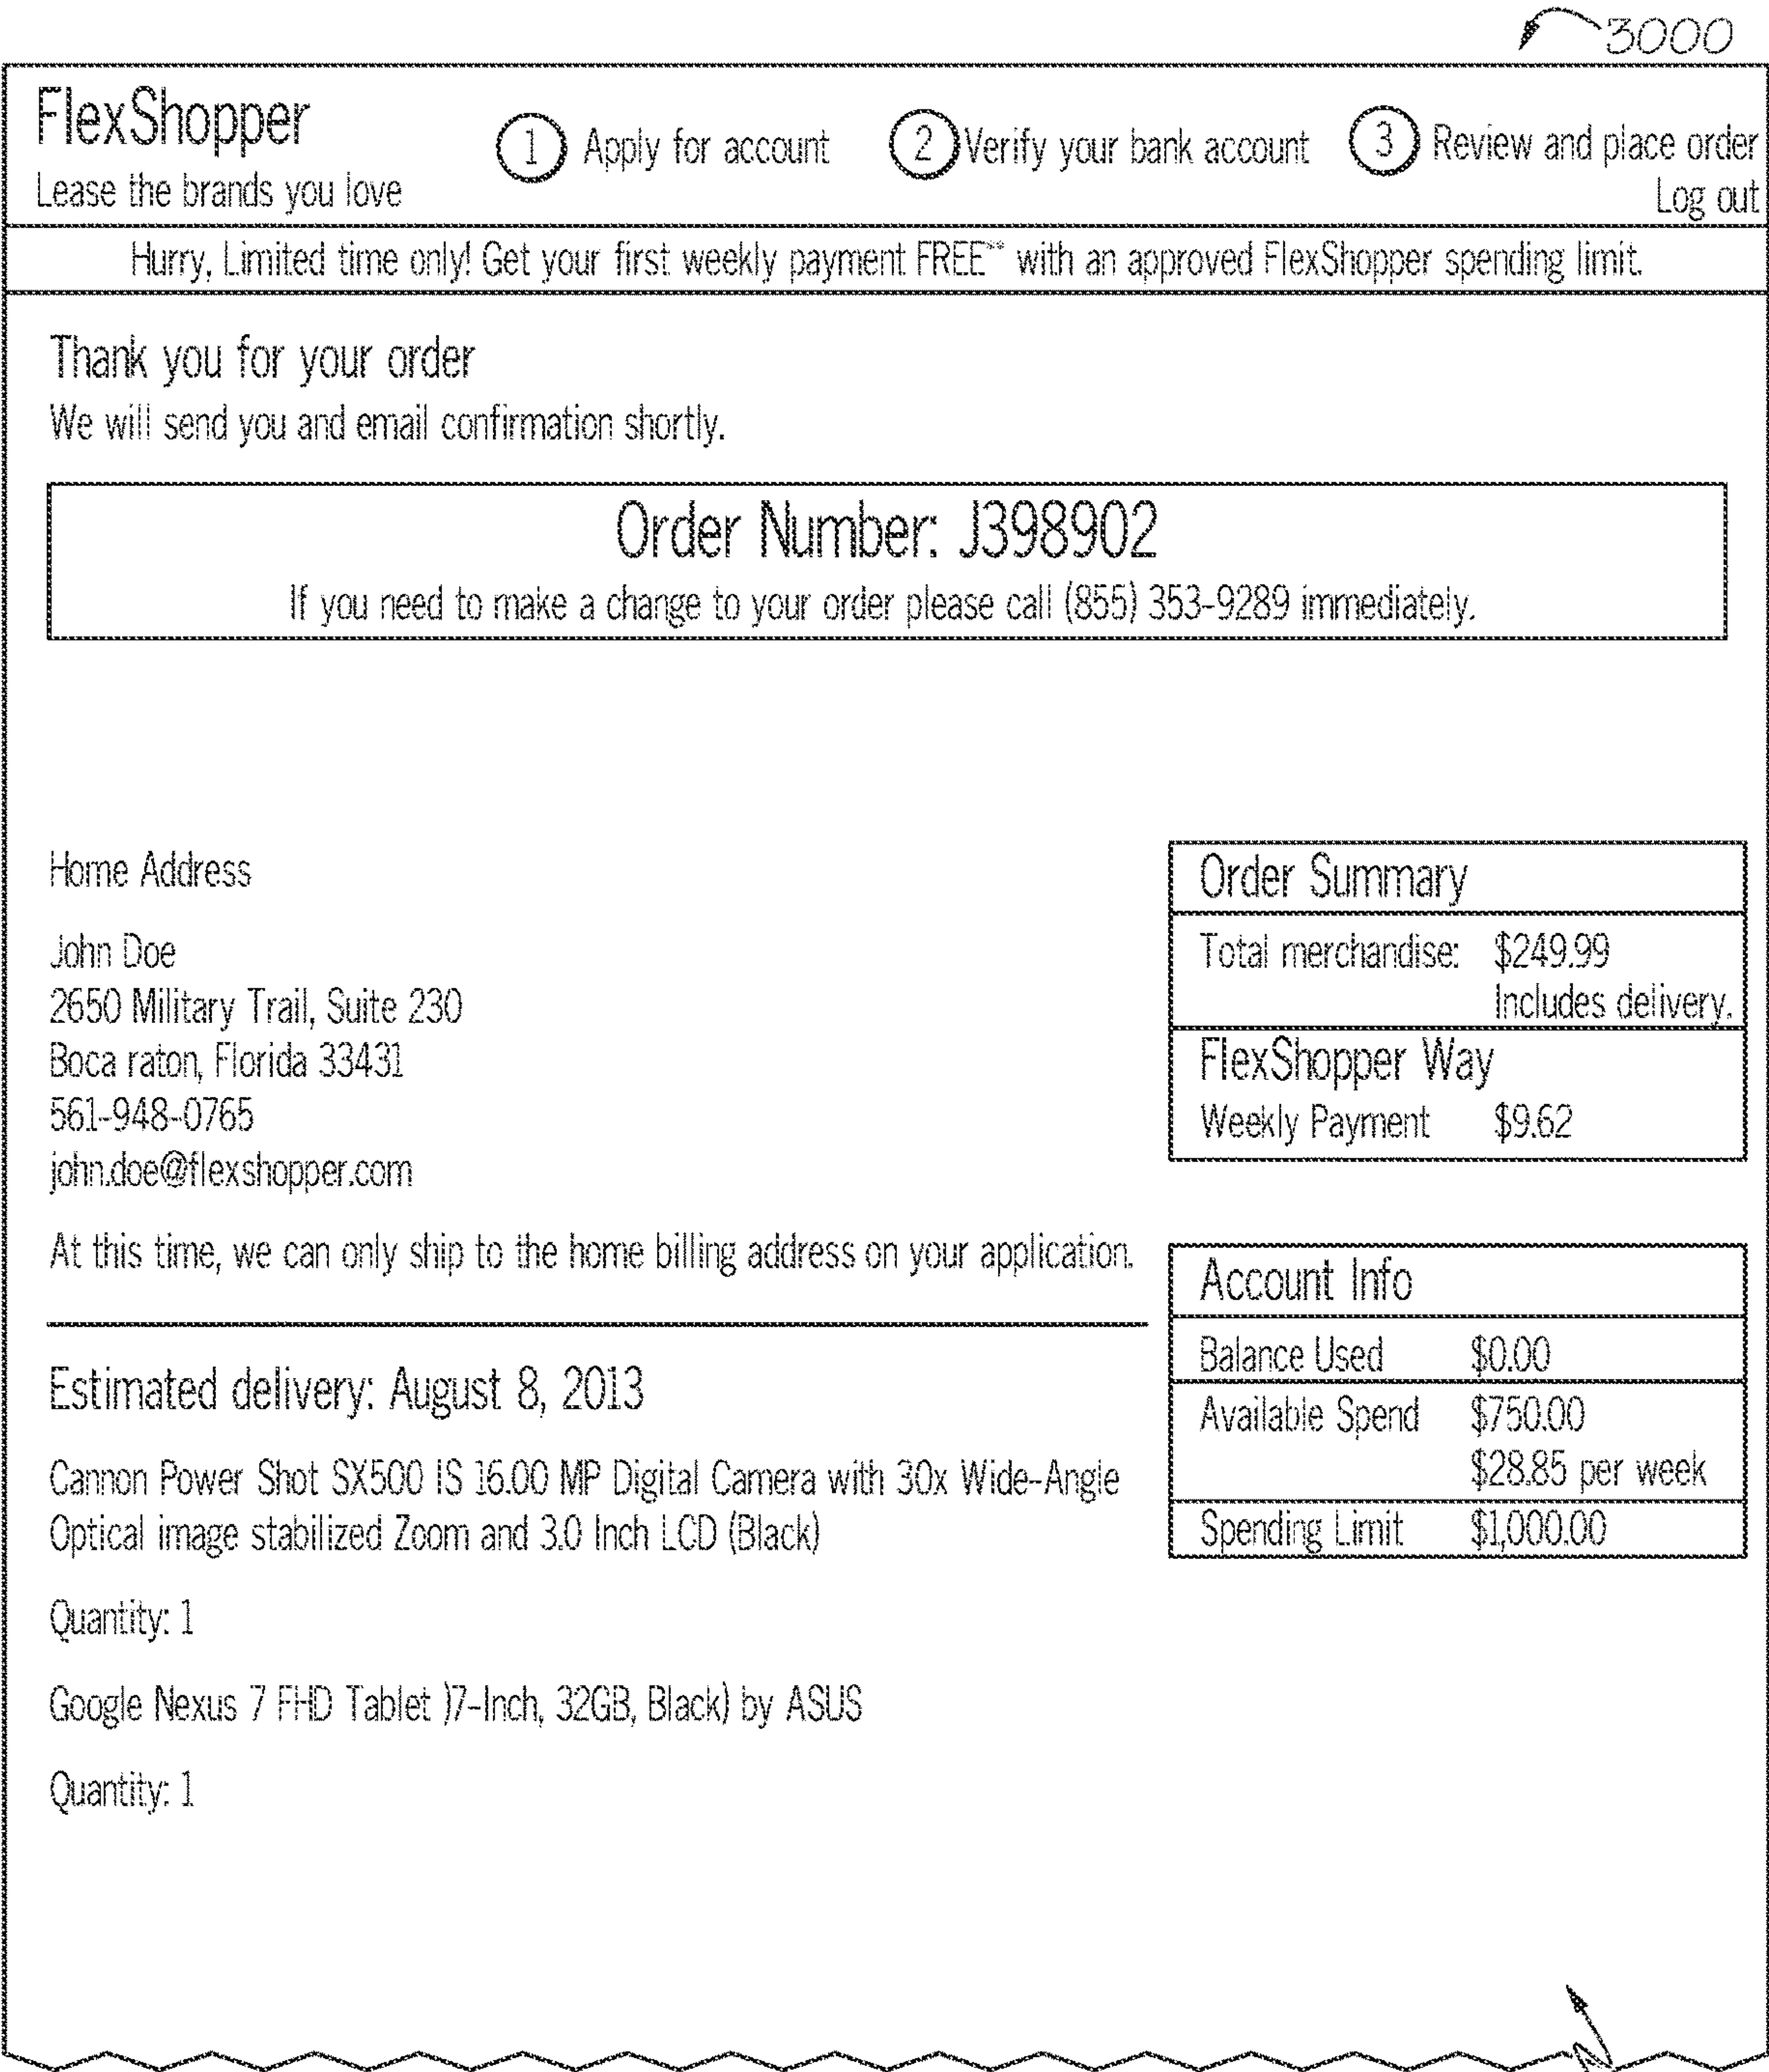 3000
FlexShopper
Lease the brands you love
1 Apply for account
2 Verify your bank account
3 Review and place order
Log out
Hurry, Limited time only! Get your first weekly payment FREE** with an approved FlexShopper spending limit.
Thank you for your order
We will send you and email confirmation shortly.
Order Number: J398902
If you need to make a change to your order please call (855) 353-9289 immediately.
Home Address
John Doe
2650 Military Trail, Suite 230
Boca raton, Florida 33431
561-948-0765
john.doe@flexshopper.com
At this time, we can only ship to the home billing address on your application.
Order Summary
Total merchandise: $249.99
Includes delivery.
FlexShopper Way
Weekly Payment $9.62
Account Info
Balance Used $0.00
Available Spend $750.00
$28.85 per week
Spending Limit $1,000.00
Estimated delivery: August 8, 2013
Cannon Power Shot SX500 IS 16.00 MP Digital Camera with 30x Wide-Angle
Optical image stabilized Zoom and 3.0 Inch LCD (Black)
Quantity: 1
Google Nexus 7 FHD Tablet )7-Inch, 32GB, Black) by ASUS
Quantity: 1